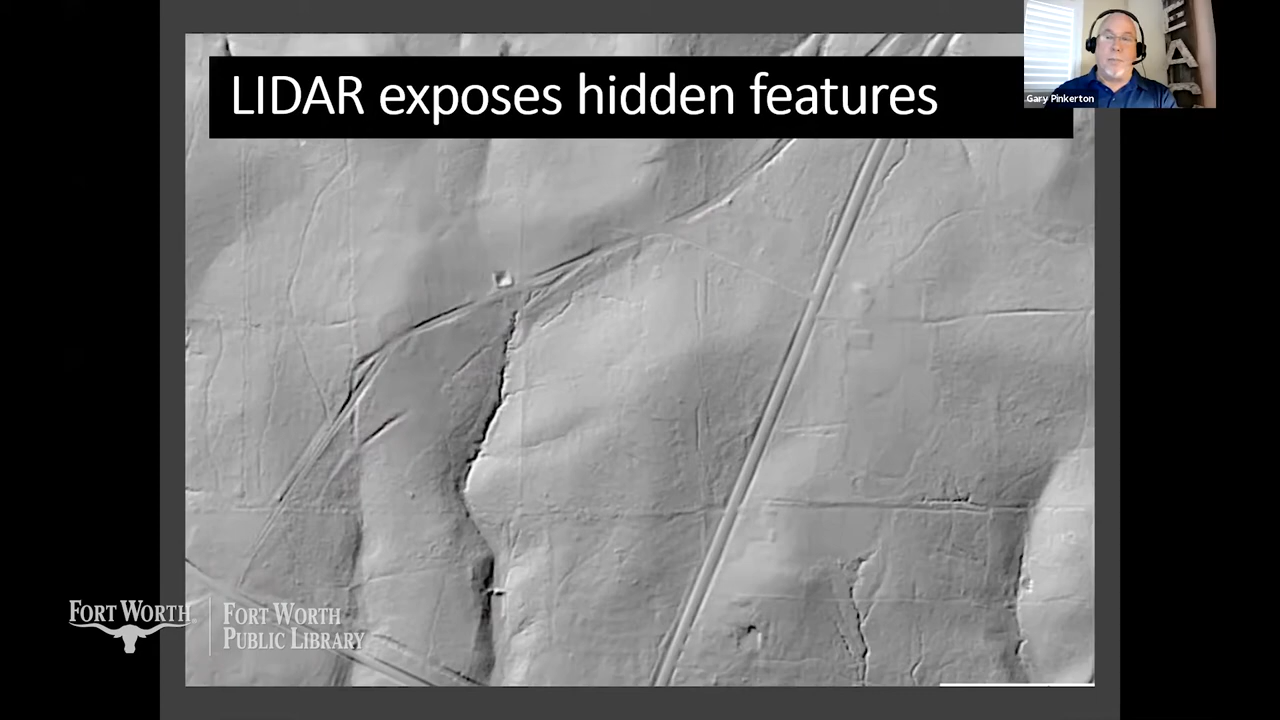 LIDAR exposes hidden features
Gary Pinkerton
FORT WORTH
FORT WORTH
PUBLIC LIBRARY